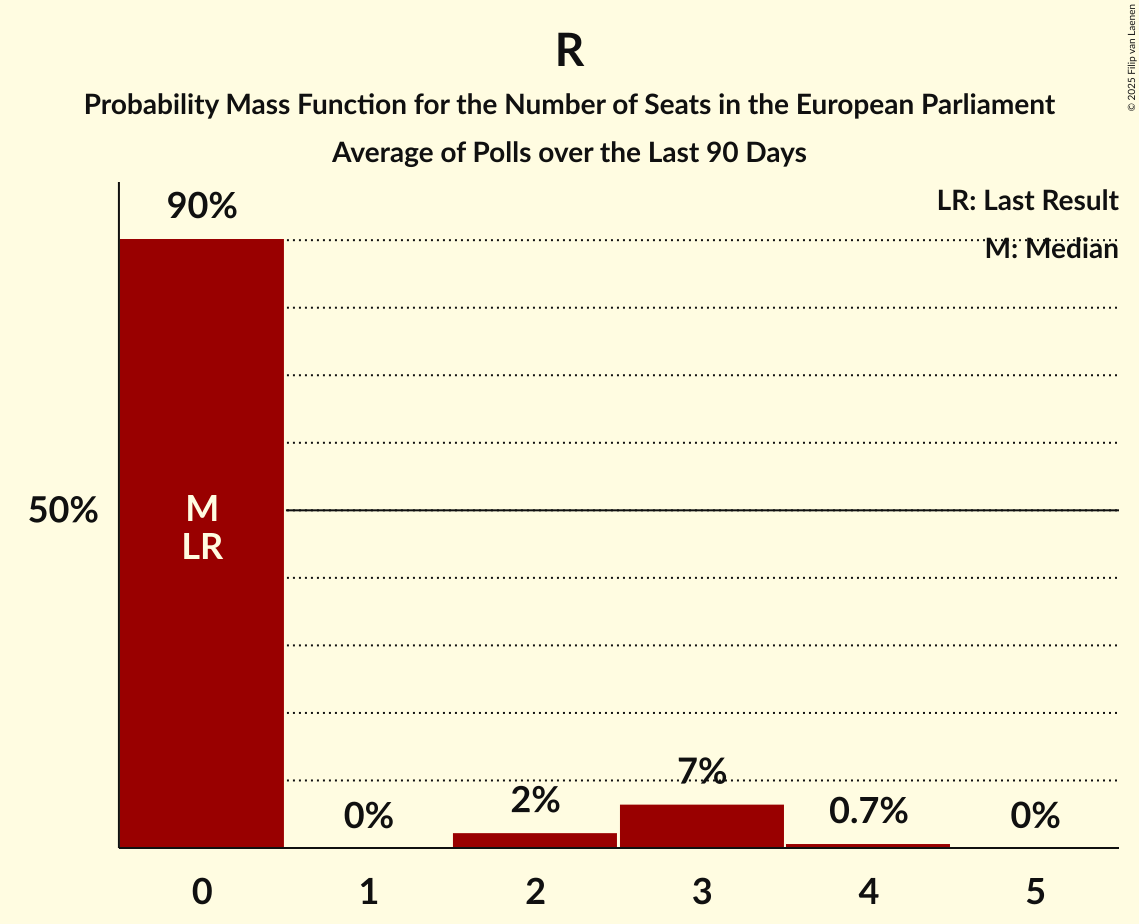 R
Probability Mass Function for the Number of Seats in the European Parliament
Average of Polls over the Last 90 Days
© 2025 Filip van Laenen
LR: Last Result
M: Median
90%
50%
M
LR
0%
2%
7%
0.7%
0%
0 1 2 3 4 5